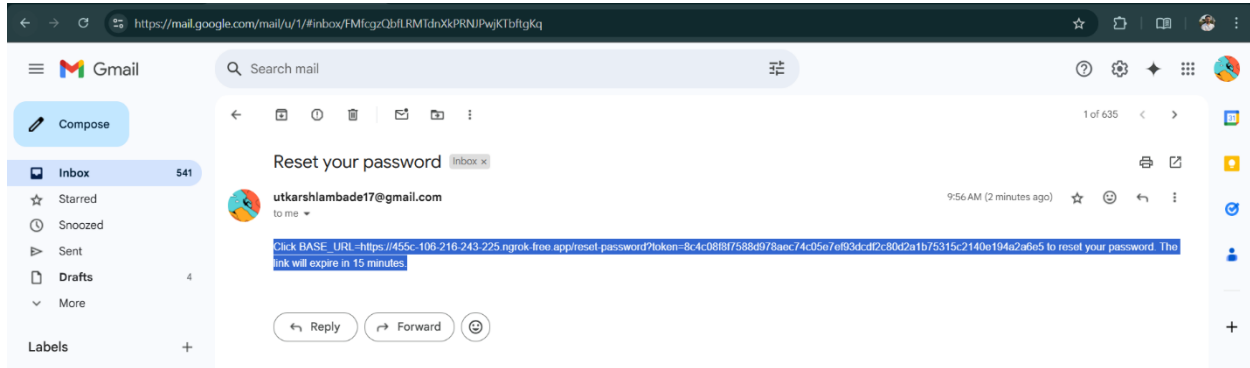 https://mail.google.com/mail/u/1/#inbox/FMfcgzQbfLRMTdnXkPRNJPwjKTbftgKq
Gmail
Search mail
Compose
1 of 635
Reset your password Inbox ×
Inbox 541
utkarshlambade17@gmail.com 9:56 AM (2 minutes ago)
Starred
to me
Snoozed
Click BASE_URL=https://455c-106-216-243-225.ngrok-free.app/reset-password?token=8c4c08f8f7588d978aec74c05e7ef93dcdf2c80d2a1b75315c2140e194a2a6e5 to reset your password. The
link will expire in 15 minutes.
Sent
Drafts 4
More
Reply Forward
Labels